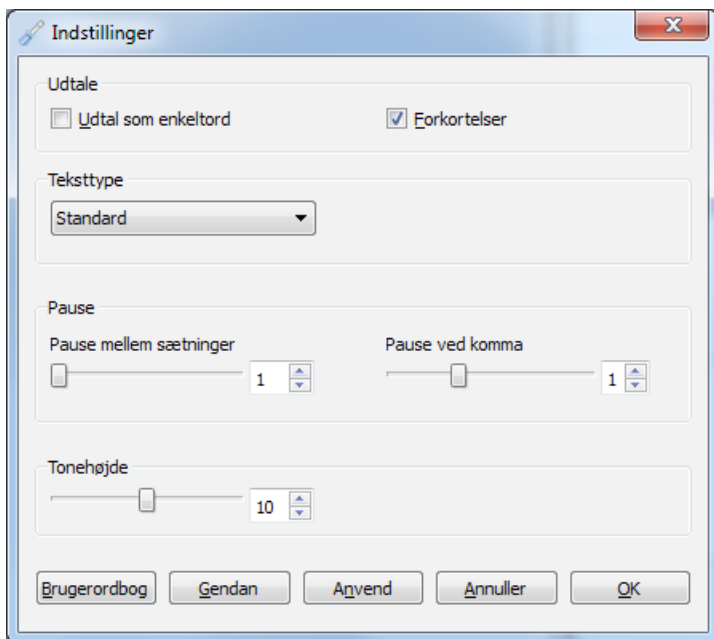 Indstillinger
Udtale
Udtal som enkeltord Forkortelser
Teksttype
Standard
Pause
Pause mellem sætninger Pause ved komma
1 1
Tonehøjde
10
Brugerordbog Gendan Anvend Annuller OK